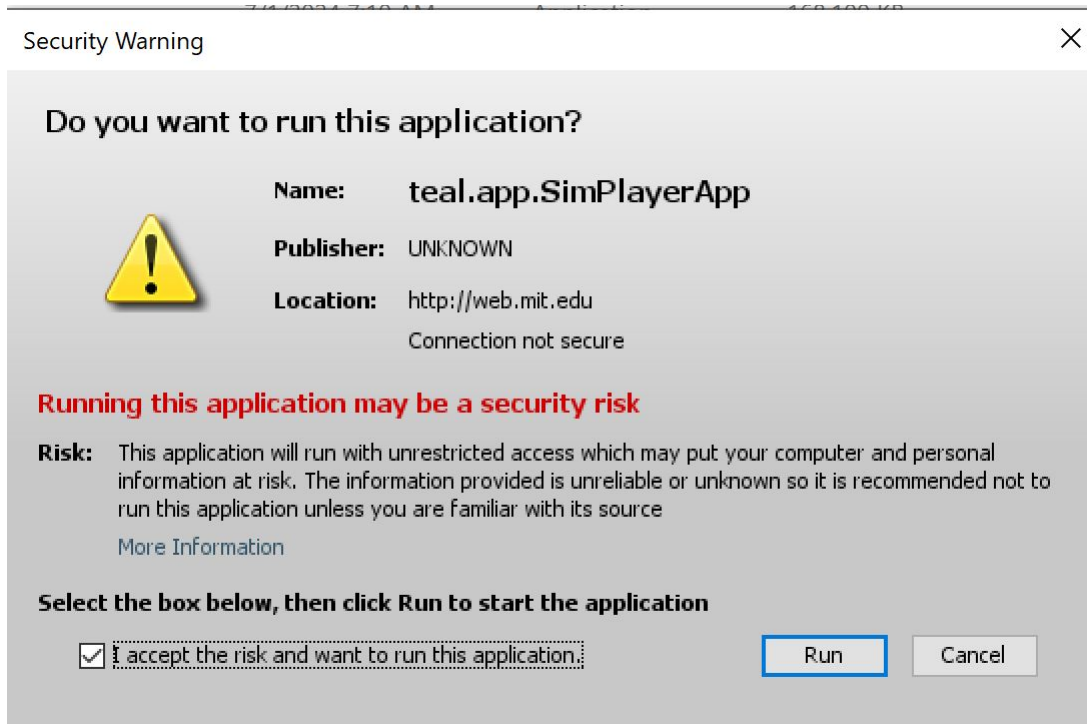 Security Warning
Do you want to run this application?
Name: teal.app.SimPlayerApp
Publisher: UNKNOWN
Location: http://web.mit.edu
Connection not secure
Running this application may be a security risk
Risk: This application will run with unrestricted access which may put your computer and personal
information at risk. The information provided is unreliable or unknown so it is recommended not to
run this application unless you are familiar with its source
More Information
Select the box below, then click Run to start the application
I accept the risk and want to run this application.
Run Cancel